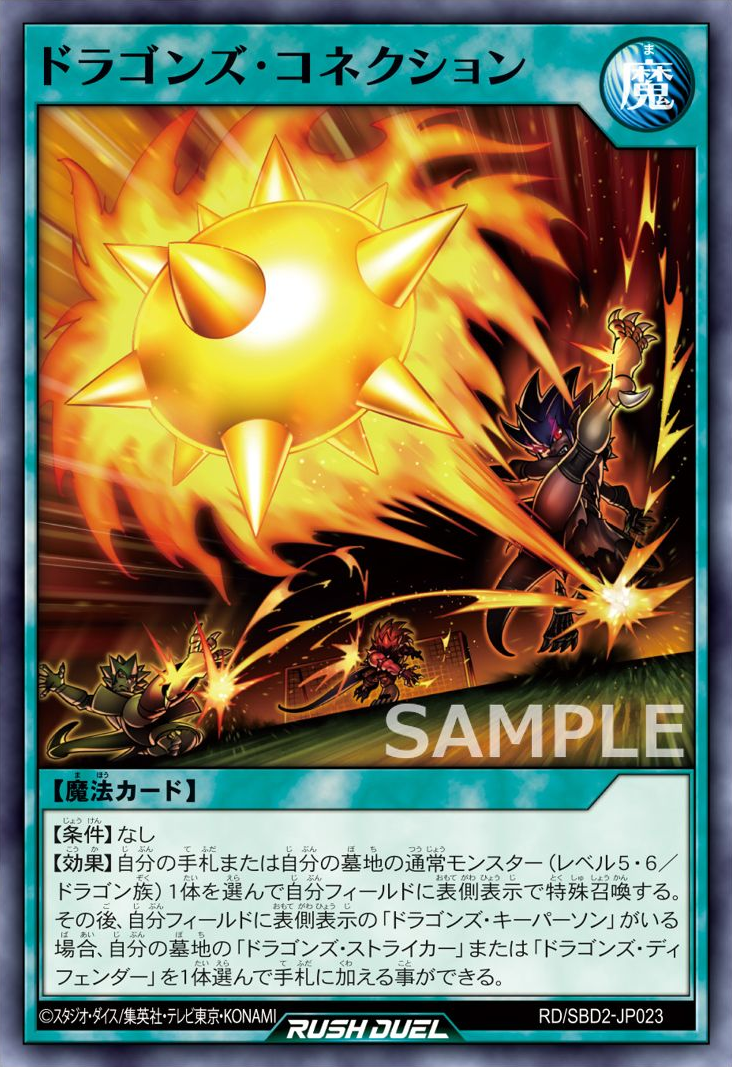 ドラゴンズ・コネクション
魔
SAMPLE
【魔法カード】
【条件】なし
【効果】自分の手札または自分の墓地の通常モンスター(レベル5・6/
ドラゴン族)1体を選んで自分フィールドに表側表示で特殊召喚する。
その後、自分フィールドに表側表示の「ドラゴンズ・キーパーソン」がいる
場合、自分の墓地の「ドラゴンズ・ストライカー」または「ドラゴンズ・ディ
フェンダー」を1体選んで手札に加える事ができる。
©スタジオ・ダイス/集英社・テレビ東京・KONAMI
RUSH DUEL
RD/SBD2-JP023